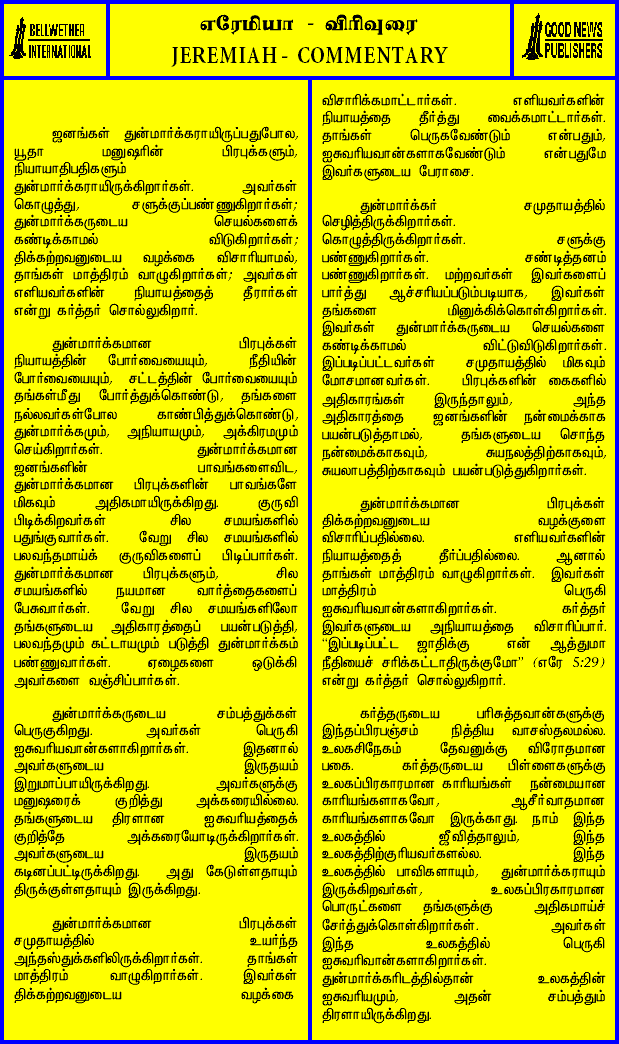 BELLWETHER
INTERNATIONAL
எரேமியா - விரிவுரை
JEREMIAH - COMMENTARY
GOOD NEWS
PUBLISHERS
ஜனங்கள் துன்மார்க்கராயிருப்பதுபோல,
யூதா மனுஷரின் பிரபுக்களும்,
நியாயாதிபதிகளும்
துன்மார்க்கராயிருக்கிறார்கள். அவர்கள்
கொழுத்து, சளுக்குப்பண்ணுகிறார்கள்;
துன்மார்க்கருடைய செயல்களைக்
கண்டிக்காமல் விடுகிறார்கள்;
திக்கற்றவனுடைய வழக்கை விசாரியாமல்,
தாங்கள் மாத்திரம் வாழுகிறார்கள்; அவர்கள்
எளியவர்களின் நியாயத்தைத் தீரார்கள்
என்று கர்த்தர் சொல்லுகிறார்.
துன்மார்க்கமான பிரபுக்கள்
நியாயத்தின் போர்வையையும், நீதியின்
போர்வையையும், சட்டத்தின் போர்வையையும்
தங்கள்மீது போர்த்துக்கொண்டு, தங்களை
நல்லவர்கள்போல காண்பித்துக்கொண்டு,
துன்மார்க்கமும், அநியாயமும், அக்கிரமமும்
செய்கிறார்கள். துன்மார்க்கமான
ஜனங்களின் பாவங்களைவிட,
துன்மார்க்கமான பிரபுக்களின் பாவங்களே
மிகவும் அதிகமாயிருக்கிறது. குருவி
பிடிக்கிறவர்கள் சில சமயங்களில்
பதுங்குவார்கள். வேறு சில சமயங்களில்
பலவந்தமாய்க் குருவிகளைப் பிடிப்பார்கள்.
துன்மார்க்கமான பிரபுக்களும், சில
சமயங்களில் நயமான வார்த்தைகளைப்
பேசுவார்கள். வேறு சில சமயங்களிலோ
தங்களுடைய அதிகாரத்தைப் பயன்படுத்தி,
பலவந்தமும் கட்டாயமும் படுத்தி துன்மார்க்கம்
பண்ணுவார்கள். ஏழைகளை ஒடுக்கி
அவர்களை வஞ்சிப்பார்கள்.
துன்மார்க்கருடைய சம்பத்துக்கள்
பெருகுகிறது. அவர்கள் பெருகி
ஐசுவரியவான்களாகிறார்கள். இதனால்
அவர்களுடைய இருதயம்
இறுமாப்பாயிருக்கிறது. அவர்களுக்கு
மனுஷரைக் குறித்து அக்கரையில்லை.
தங்களுடைய திரளான ஐசுவரியத்தைக்
குறித்தே அக்கரையோடிருக்கிறார்கள்.
அவர்களுடைய இருதயம்
கடினப்பட்டிருக்கிறது. அது கேடுள்ளதாயும்
திருக்குள்ளதாயும் இருக்கிறது.
துன்மார்க்கமான பிரபுக்கள்
சமுதாயத்தில் உயர்ந்த
அந்தஸ்துக்களிலிருக்கிறார்கள். தாங்கள்
மாத்திரம் வாழுகிறார்கள். இவர்கள்
திக்கற்றவனுடைய வழக்கை
விசாரிக்கமாட்டார்கள். எளியவர்களின்
நியாயத்தை தீர்த்து வைக்கமாட்டார்கள்.
தாங்கள் பெருகவேண்டும் என்பதும்,
ஐசுவரியவான்களாகவேண்டும் என்பதுமே
இவர்களுடைய பேராசை.
துன்மார்க்கர் சமுதாயத்தில்
செழித்திருக்கிறார்கள்.
கொழுத்திருக்கிறார்கள். சளுக்கு
பண்ணுகிறார்கள். சண்டித்தனம்
பண்ணுகிறார்கள். மற்றவர்கள் இவர்களைப்
பார்த்து ஆச்சரியப்படும்படியாக, இவர்கள்
தங்களை மினுக்கிக்கொள்கிறார்கள்.
இவர்கள் துன்மார்க்கருடைய செயல்களை
கண்டிக்காமல் விட்டுவிடுகிறார்கள்.
இப்படிப்பட்டவர்கள் சமுதாயத்தில் மிகவும்
மோசமானவர்கள். பிரபுக்களின் கைகளில்
அதிகாரங்கள் இருந்தாலும், அந்த
அதிகாரத்தை ஜனங்களின் நன்மைக்காக
பயன்படுத்தாமல், தங்களுடைய சொந்த
நன்மைக்காகவும், சுயநலத்திற்காகவும்,
சுயலாபத்திற்காகவும் பயன்படுத்துகிறார்கள்.
துன்மார்க்கமான பிரபுக்கள்
திக்கற்றவனுடைய வழக்குளை
விசாரிப்பதில்லை. எளியவர்களின்
நியாயத்தைத் தீர்ப்பதில்லை. ஆனால்
தாங்கள் மாத்திரம் வாழுகிறார்கள். இவர்கள்
மாத்திரம் பெருகி
ஐசுவரியவான்களாகிறார்கள். கர்த்தர்
இவர்களுடைய அநியாயத்தை விசாரிப்பார்.
“இப்படிப்பட்ட ஜாதிக்கு என் ஆத்துமா
நீதியைச் சரிக்கட்டாதிருக்குமோ” (எரே 5:29)
என்று கர்த்தர் சொல்லுகிறார்.
கர்த்தருடைய பரிசுத்தவான்களுக்கு
இந்தப்பிரபஞ்சம் நித்திய வாசஸ்தலமல்ல.
உலகசிநேகம் தேவனுக்கு விரோதமான
பகை. கர்த்தருடைய பிள்ளைகளுக்கு
உலகப்பிரகாரமான காரியங்கள் நன்மையான
காரியங்களாகவோ, ஆசீர்வாதமான
காரியங்களாகவோ இருக்காது. நாம் இந்த
உலகத்தில் ஜீவித்தாலும், இந்த
உலகத்திற்குரியவர்களல்ல. இந்த
உலகத்தில் பாவிகளாயும், துன்மார்க்கராயும்
இருக்கிறவர்கள், உலகப்பிரகாரமான
பொருட்களை தங்களுக்கு அதிகமாய்ச்
சேர்த்துக்கொள்கிறார்கள். அவர்கள்
இந்த உலகத்தில் பெருகி
ஐசுவரிவான்களாகிறார்கள்.
துன்மார்க்கரிடத்தில்தான் உலகத்தின்
ஐசுவரியமும், அதன் சம்பத்தும்
திரளாயிருக்கிறது.